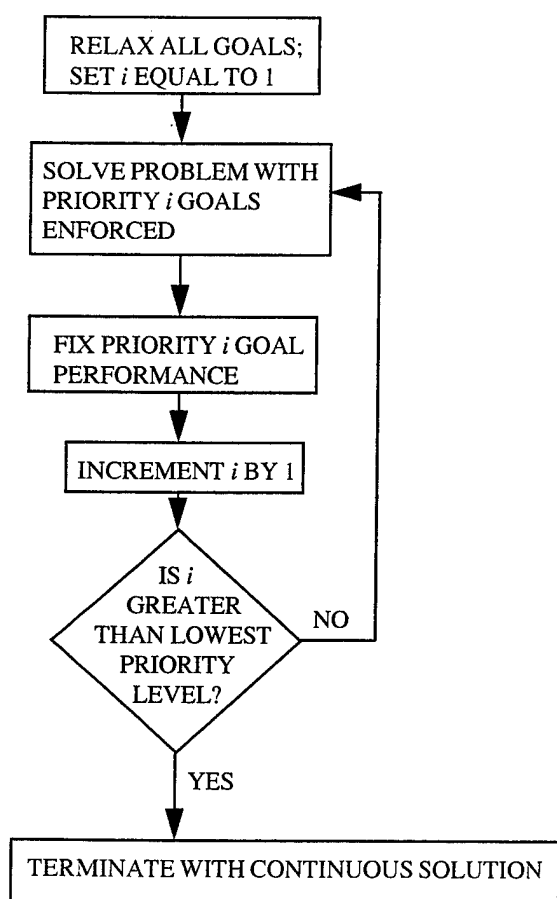 RELAX ALL GOALS;
SET i EQUAL TO 1
SOLVE PROBLEM WITH
PRIORITY i GOALS
ENFORCED
FIX PRIORITY i GOAL
PERFORMANCE
INCREMENT i BY 1
IS i
GREATER
THAN LOWEST
PRIORITY
LEVEL?
NO
YES
TERMINATE WITH CONTINUOUS SOLUTION